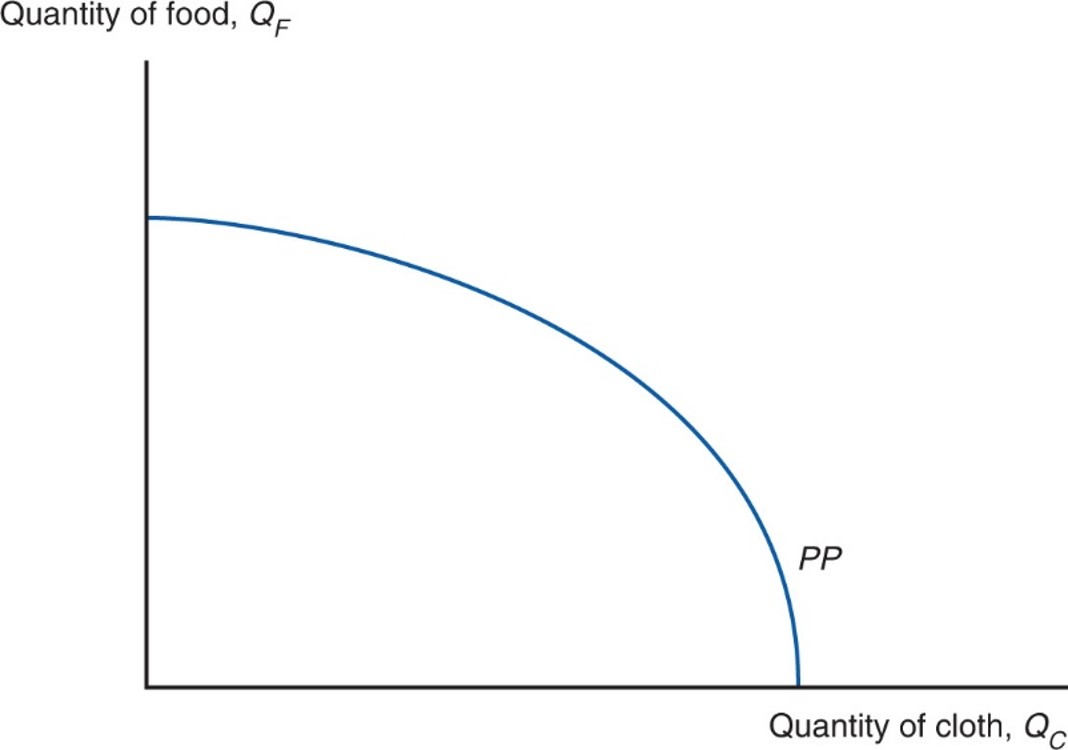 Quantity of food, Q_F
PP
Quantity of cloth, Q_C